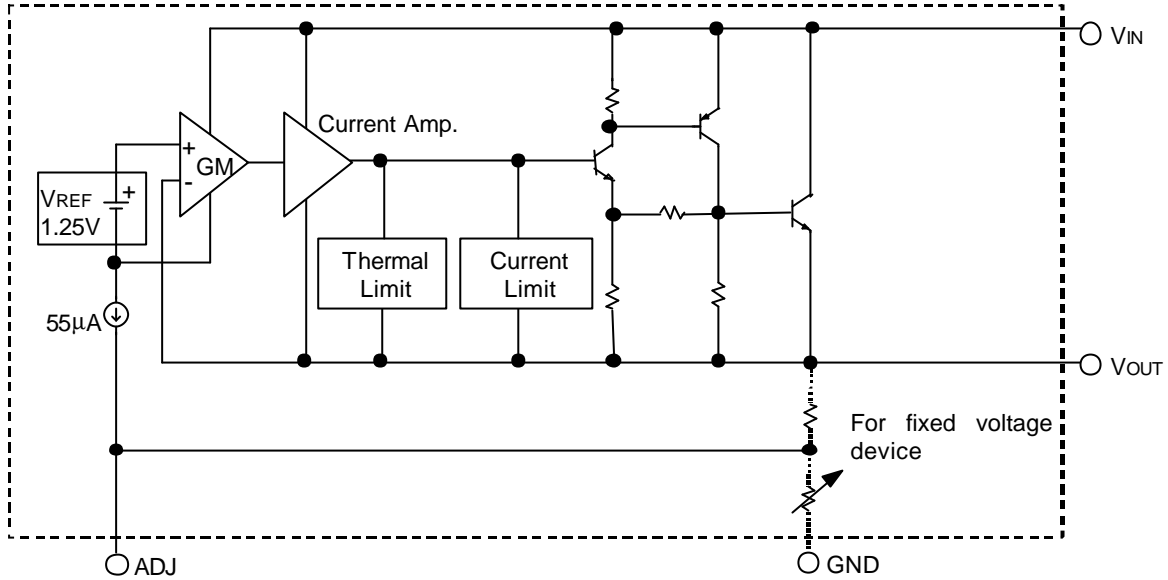 VIN
Current Amp.
+
GM
-
VREF
+
1.25V
Thermal
Limit
Current
Limit
55µA
VOUT
For fixed voltage
device
ADJ
GND